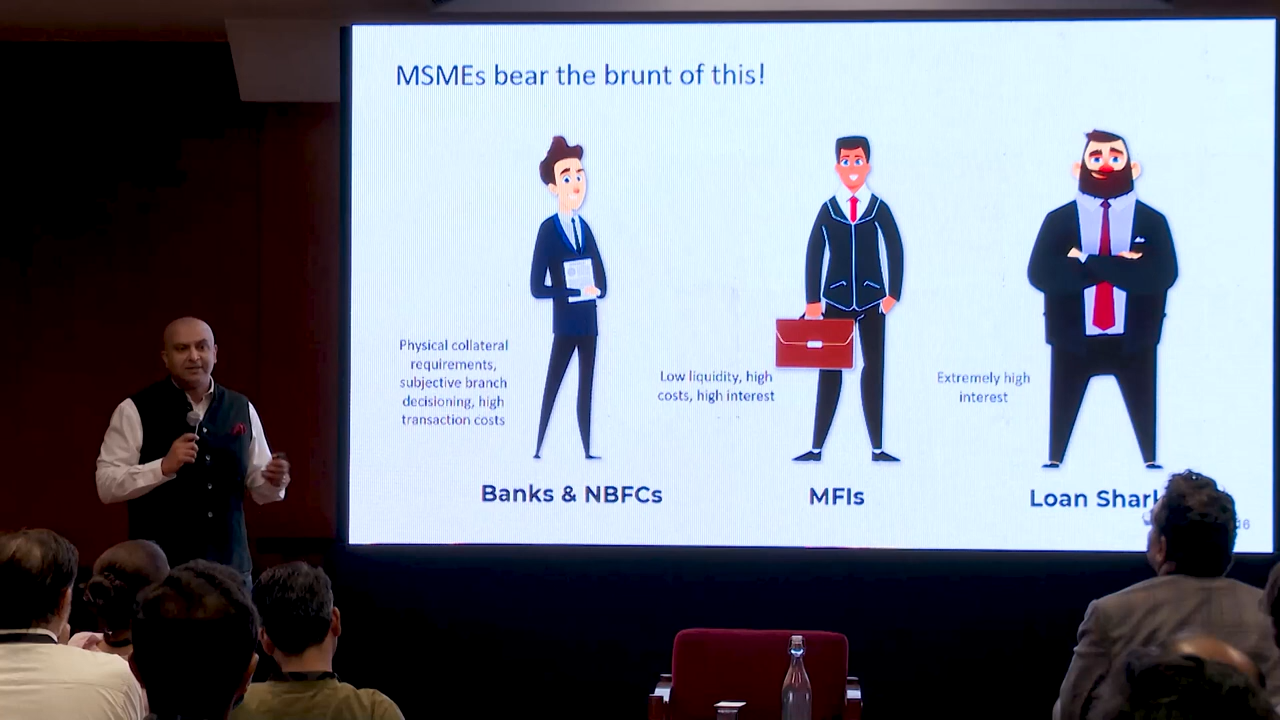 MSMEs bear the brunt of this!
Physical collateral
requirements,
subjective branch
decisioning, high
transaction costs
Banks & NBFCs
Low liquidity, high
costs, high interest
MFIs
Extremely high
interest
Loan